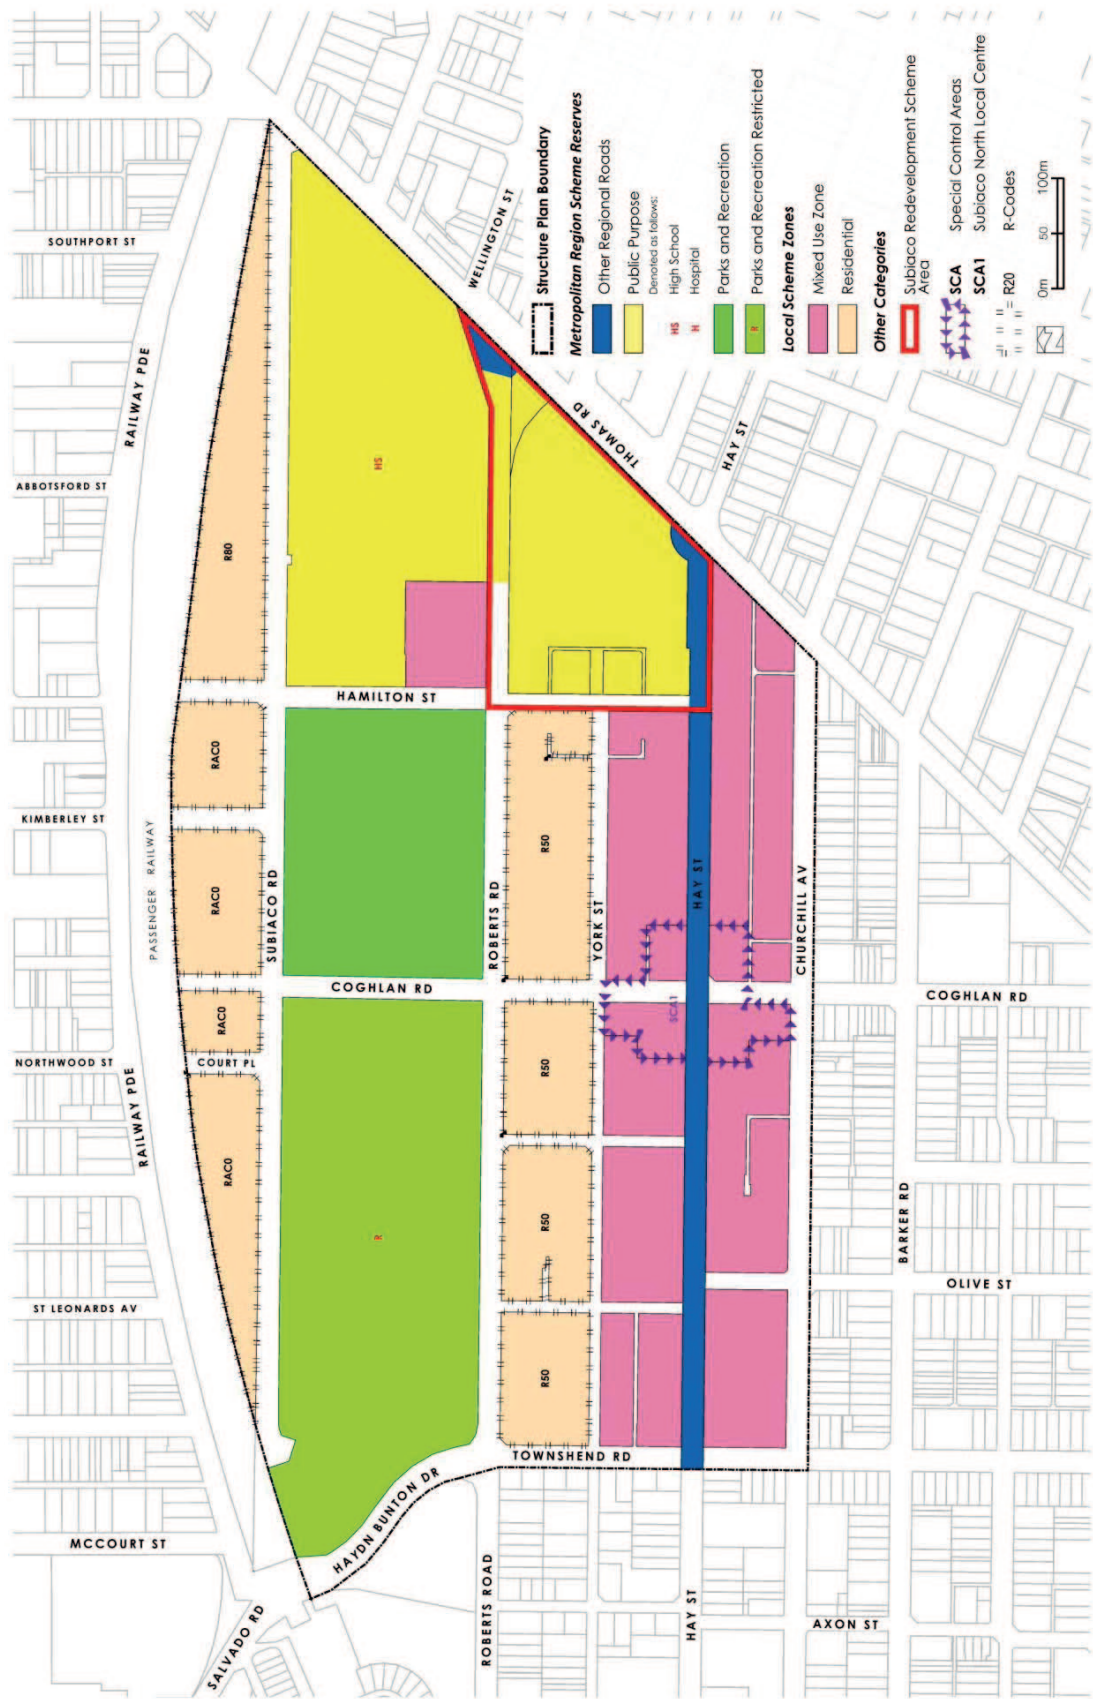 SOUTHPORT ST
RAILWAY PDE
ABBOTSFORD ST
WELLINGTON ST
HS
R80
THOMAS RD
HAY ST
HAMILTON ST
RAC0
KIMBERLEY ST
PASSENGER RAILWAY
RAC0
SUBIACO RD
R50
ROBERTS RD
YORK ST
HAY ST
CHURCHILL AV
COGHLAN RD
COGHLAN RD
RAC0
NORTHWOOD ST
COURT PL
SCA1
R50
RAILWAY PDE
RAC0
R
R50
BARKER RD
OLIVE ST
ST LEONARDS AV
R50
TOWNSHEND RD
HAYDN BUNTON DR
MCCOURT ST
SALVADO RD
ROBERTS ROAD
HAY ST
AXON ST
Structure Plan Boundary
Metropolitan Region Scheme Reserves
Other Regional Roads
Public Purpose
Denoted as follows:
HS High School
H Hospital
Parks and Recreation
R Parks and Recreation Restricted
Local Scheme Zones
Mixed Use Zone
Residential
Other Categories
Subiaco Redevelopment Scheme
Area
SCA Special Control Areas
SCA1 Subiaco North Local Centre
R20 R-Codes
0m 50 100m